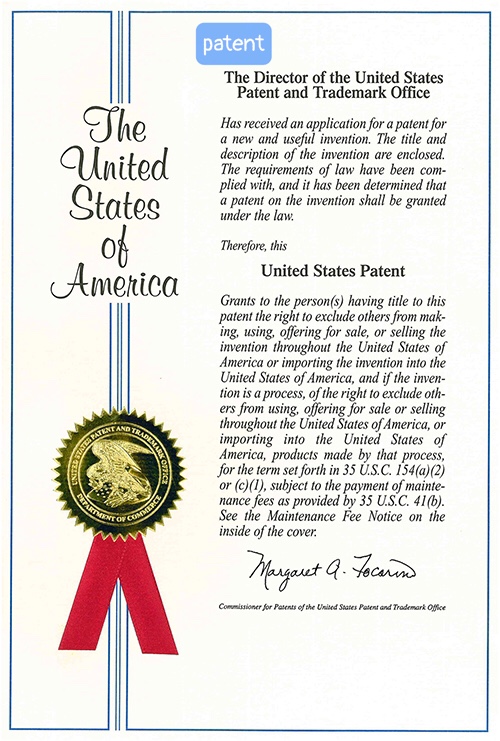 patent
The Director of the United States
Patent and Trademark Office
The
United
States
of
America
Has received an application for a patent for
a new and useful invention. The title and
description of the invention are enclosed.
The requirements of law have been com-
plied with, and it has been determined that
a patent on the invention shall be granted
under the law.
Therefore, this
United States Patent
Grants to the person(s) having title to this
patent the right to exclude others from mak-
ing, using, offering for sale, or selling the
invention throughout the United States of
America or importing the invention into the
United States of America, and if the inven-
tion is a process, of the right to exclude oth-
ers from using, offering for sale or selling
throughout the United States of America, or
importing into the United States of
America, products made by that process,
for the term set forth in 35 U.S.C. 154(a)(2)
or (c)(1), subject to the payment of mainte-
nance fees as provided by 35 U.S.C. 41(b).
See the Maintenance Fee Notice on the
inside of the cover.
UNITED STATES PATENT AND TRADEMARK OFFICE
DEPARTMENT OF COMMERCE
Margaret A. Focarino
Commissioner for Patents of the United States Patent and Trademark Office